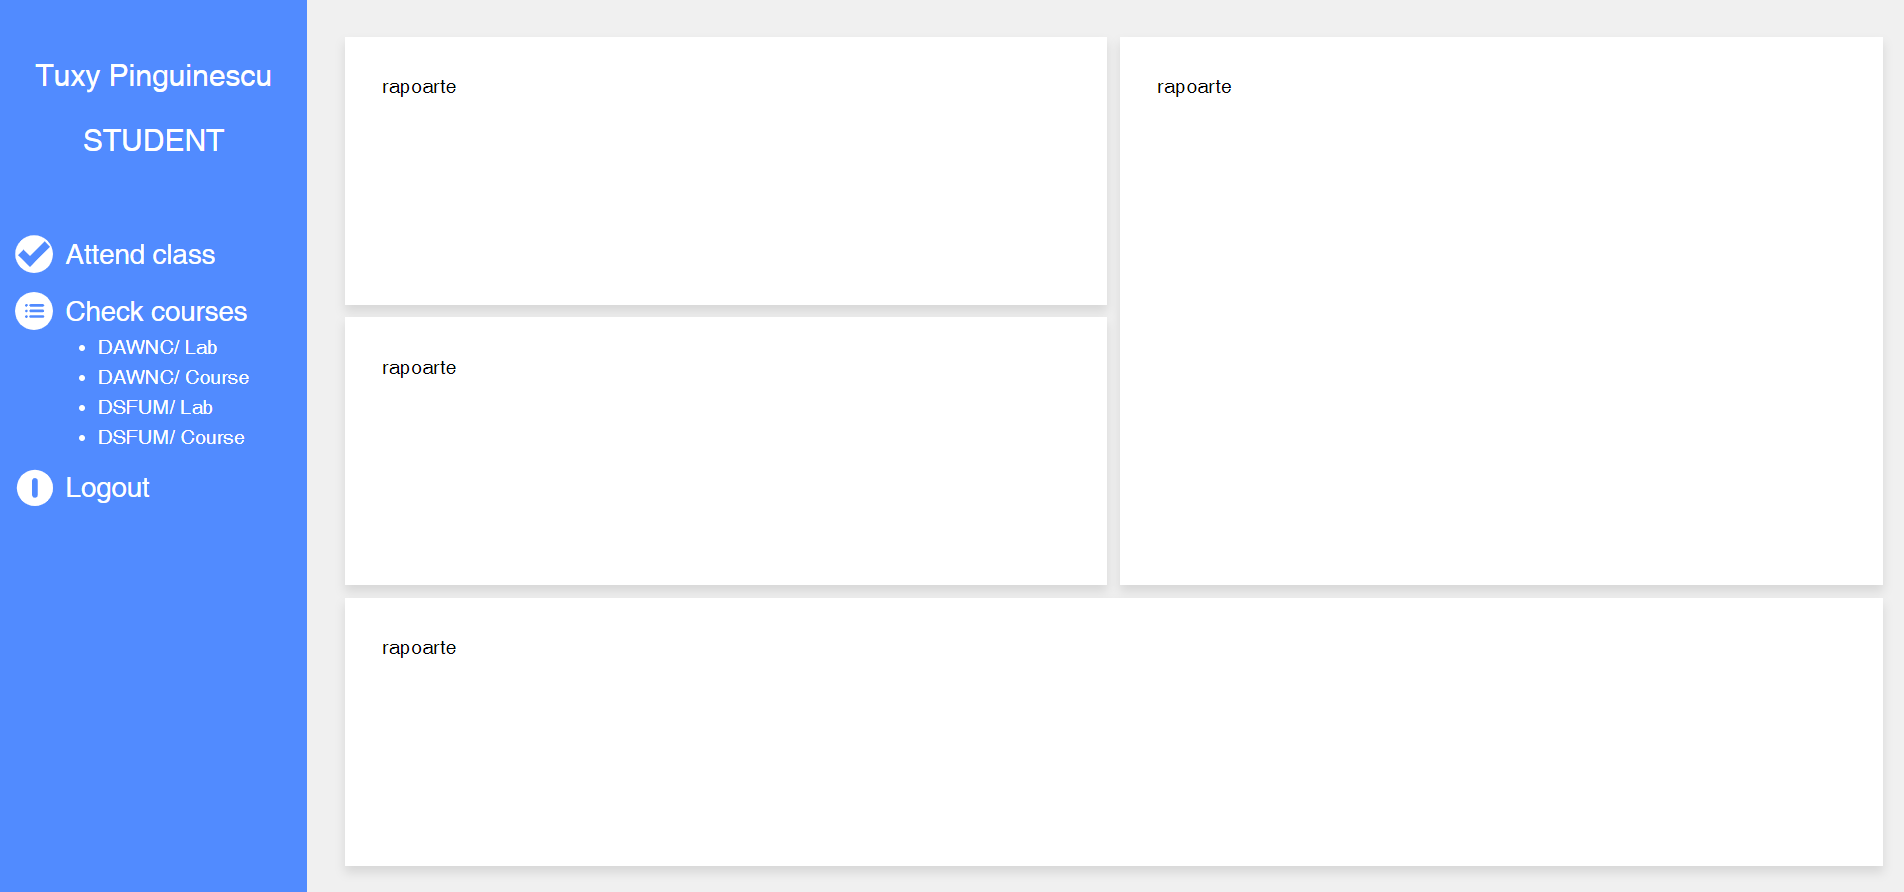 Tuxy Pinguinescu
STUDENT
Attend class
Check courses
DAWNC/ Lab
DAWNC/ Course
DSFUM/ Lab
DSFUM/ Course
Logout
rapoarte
rapoarte
rapoarte
rapoarte